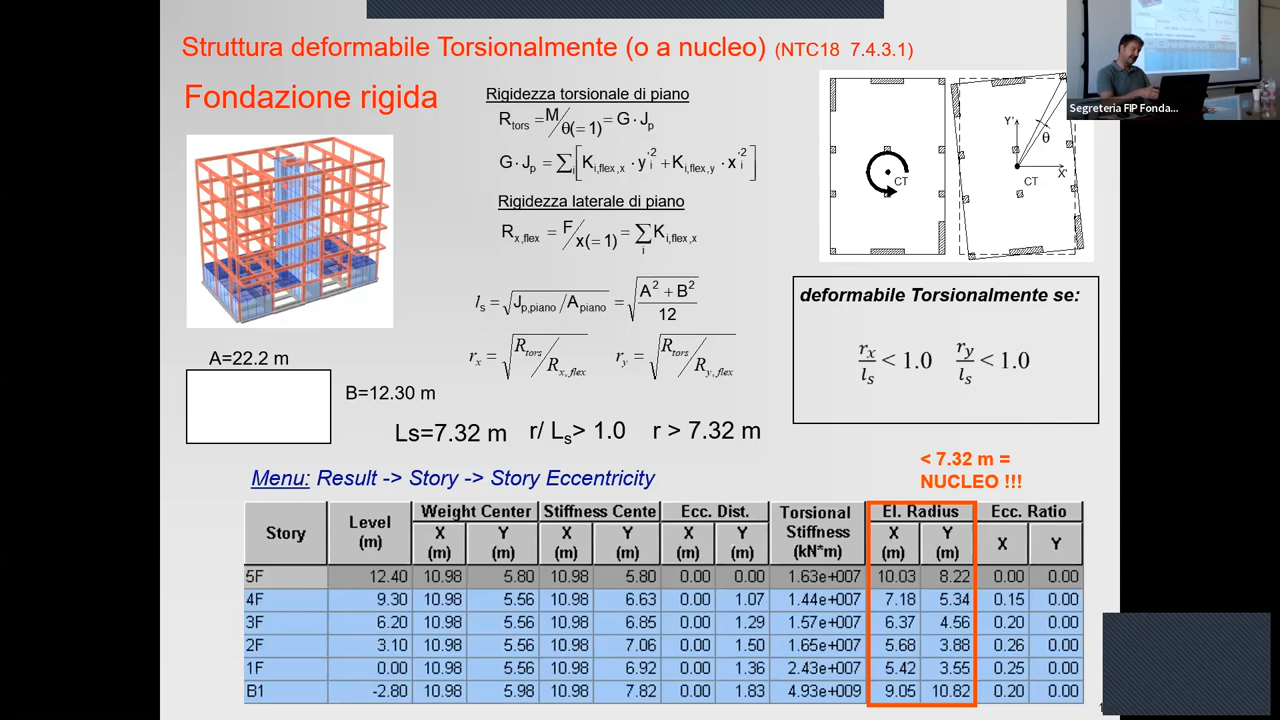 Struttura deformabile Torsionalmente (o a nucleo) (NTC18 7.4.3.1)
Fondazione rigida
Rigidezza torsionale di piano
R_tors = M/θ(=1) = G·J_p
G·J_p = ∑_i [K_i,flex,x · y'_i² + K_i,flex,y · x'_i²]
Rigidezza laterale di piano
R_x,flex = F/x(=1) = ∑_i K_i,flex,x
l_s = √(J_p,piano / A_piano) = √((A² + B²)/12)
r_x = √(R_tors / R_x,flex) r_y = √(R_tors / R_y,flex)
CT
Y'
θ
X'
CT
Segreteria FIP Fonda...
deformabile Torsionalmente se:
r_x/l_s < 1.0 r_y/l_s < 1.0
A=22.2 m
B=12.30 m
Ls=7.32 m r/ L_s> 1.0 r > 7.32 m
< 7.32 m =
NUCLEO !!!
Menu: Result -> Story -> Story Eccentricity
Story Level (m) Weight Center Stiffness Cente Ecc. Dist. Torsional Stiffness (kN*m) El. Radius Ecc. Ratio
X (m) Y (m) X (m) Y (m) X (m) Y (m) X (m) Y (m) X Y
5F 12.40 10.98 5.80 10.98 5.80 0.00 0.00 1.63e+007 10.03 8.22 0.00 0.00
4F 9.30 10.98 5.56 10.98 6.63 0.00 1.07 1.44e+007 7.18 5.34 0.15 0.00
3F 6.20 10.98 5.56 10.98 6.85 0.00 1.29 1.57e+007 6.37 4.56 0.20 0.00
2F 3.10 10.98 5.56 10.98 7.06 0.00 1.50 1.65e+007 5.68 3.88 0.26 0.00
1F 0.00 10.98 5.56 10.98 6.92 0.00 1.36 2.43e+007 5.42 3.55 0.25 0.00
B1 -2.80 10.98 5.98 10.98 7.82 0.00 1.83 4.93e+009 9.05 10.82 0.20 0.00